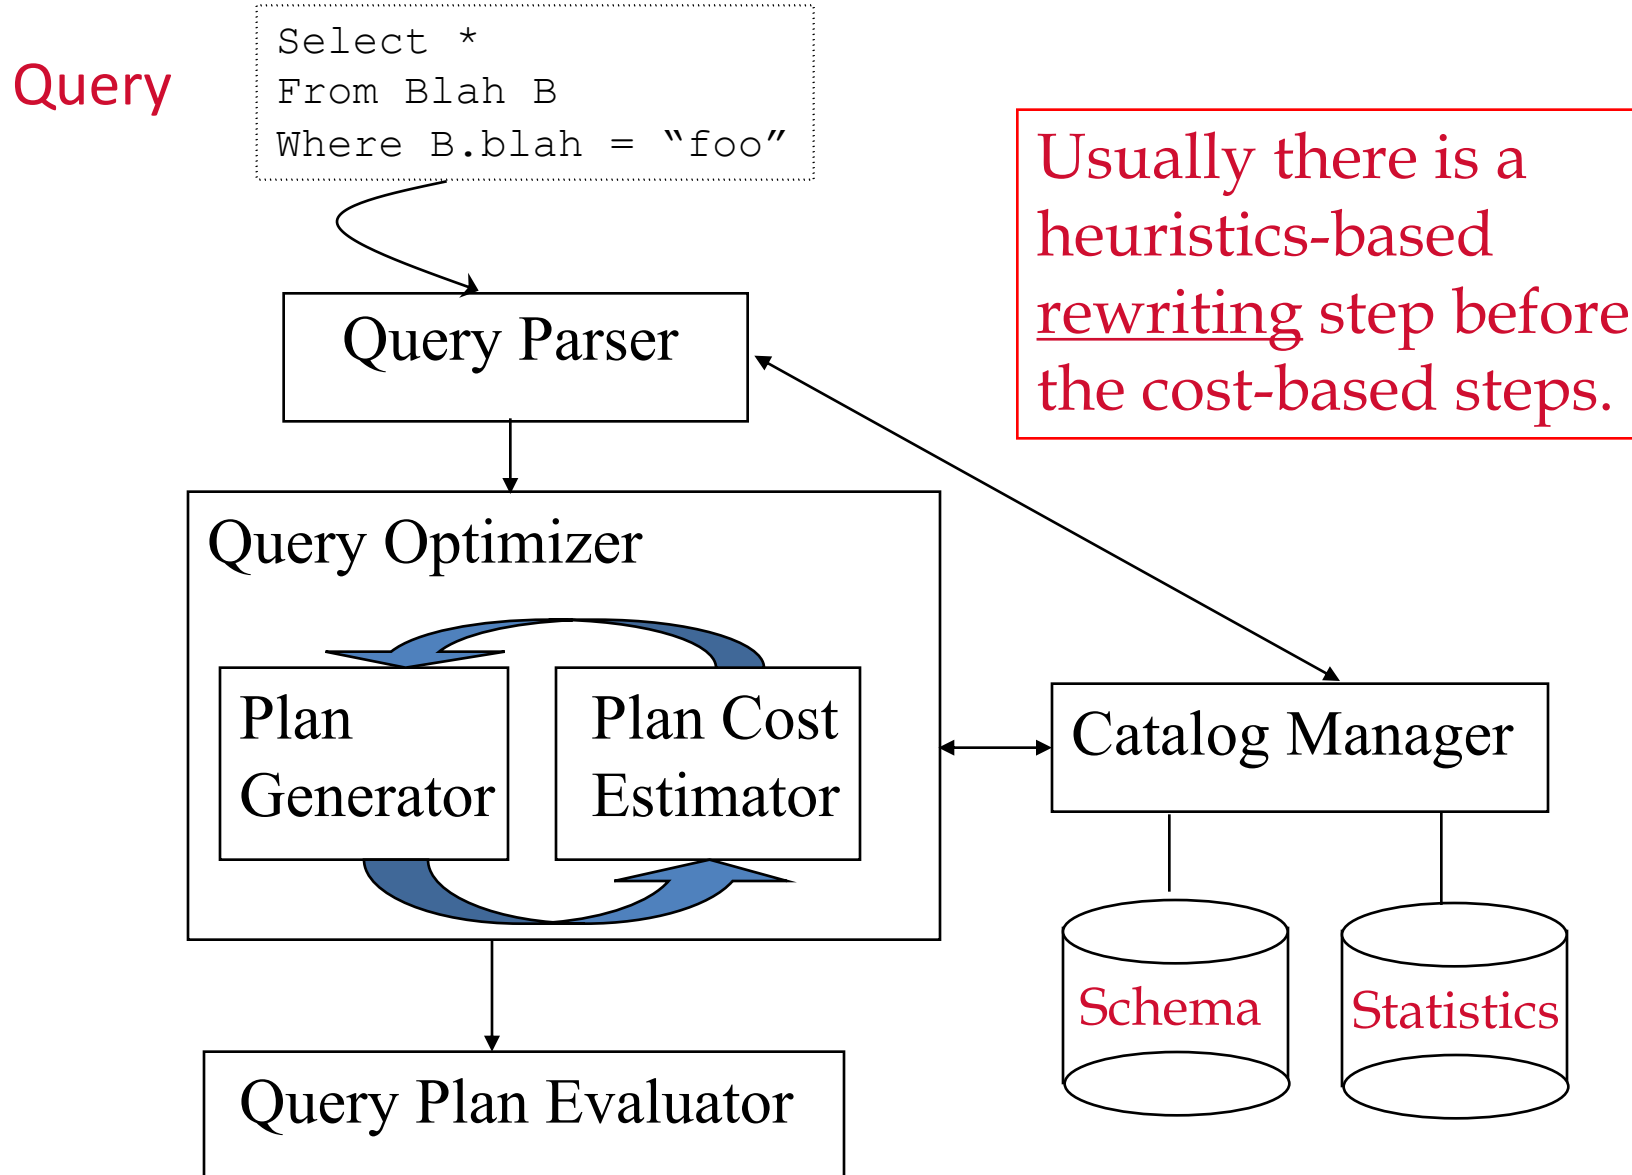 Query
Select *
From Blah B
Where B.blah = “foo”
Usually there is a
heuristics-based
rewriting step before
the cost-based steps.
Query Parser
Query Optimizer
Plan
Generator
Plan Cost
Estimator
Catalog Manager
Schema
Statistics
Query Plan Evaluator